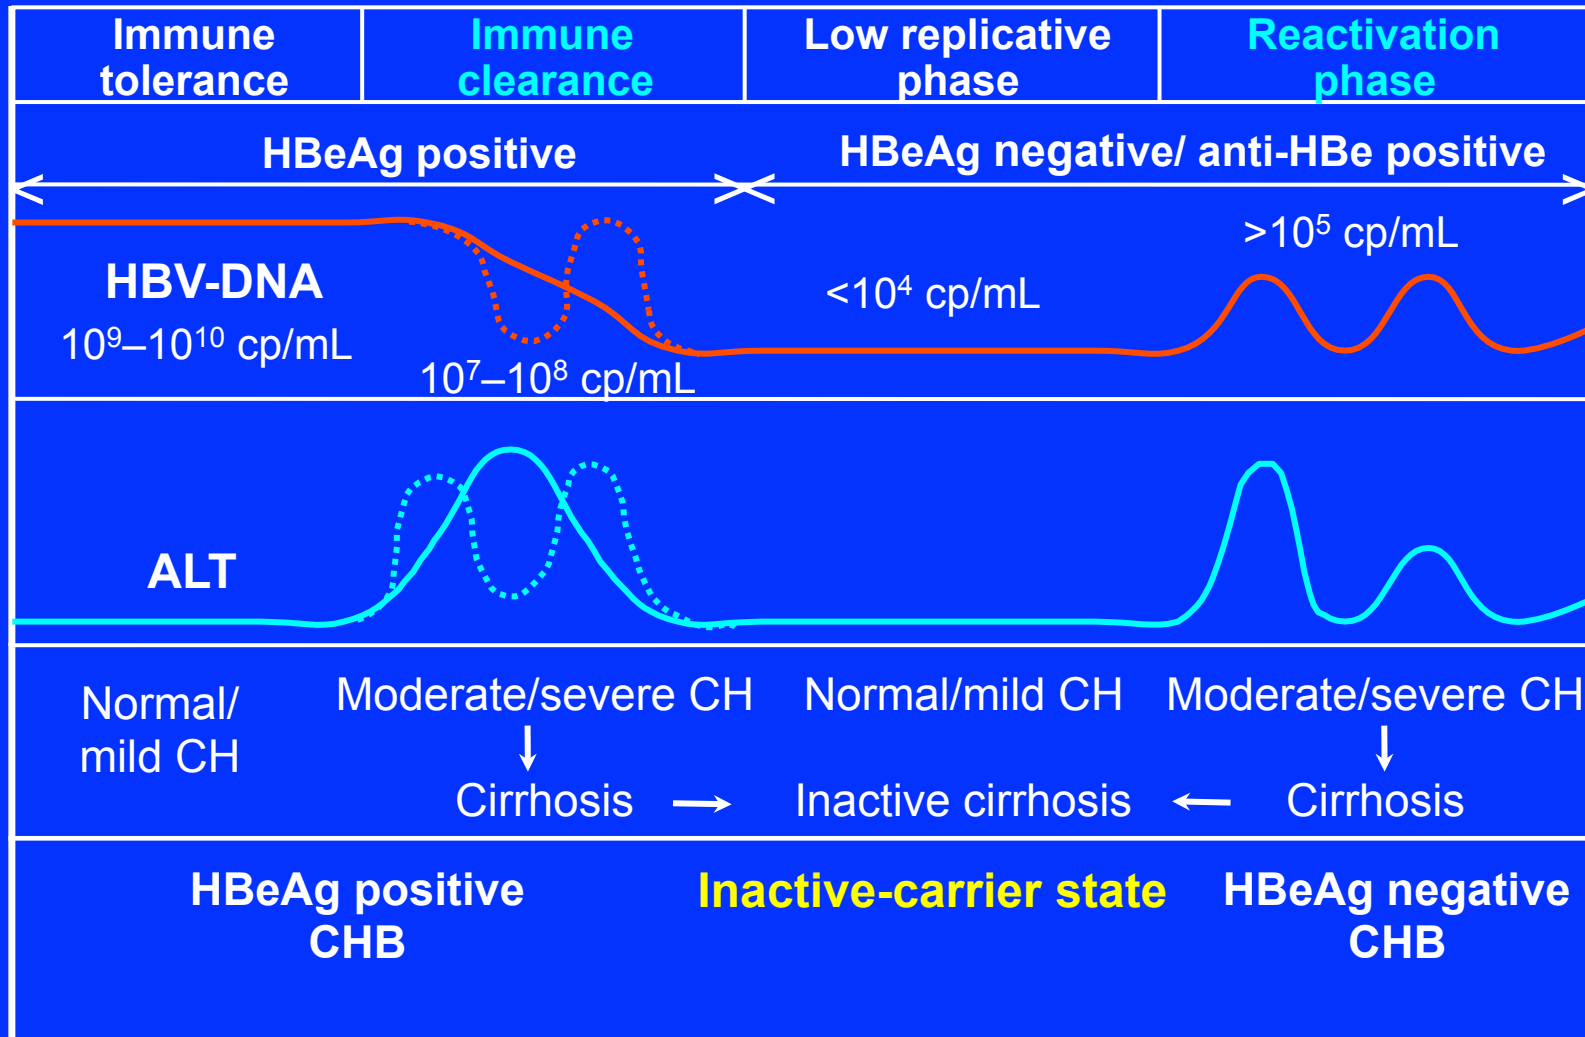 Immune
tolerance
Immune
clearance
Low replicative
phase
Reactivation
phase
HBeAg positive
HBeAg negative/ anti-HBe positive
HBV-DNA
10⁹–10¹⁰ cp/mL
10⁷–10⁸ cp/mL
<10⁴ cp/mL
>10⁵ cp/mL
ALT
Normal/
mild CH
Moderate/severe CH
Normal/mild CH
Moderate/severe CH
Cirrhosis
Inactive cirrhosis
Cirrhosis
HBeAg positive
CHB
Inactive-carrier state
HBeAg negative
CHB